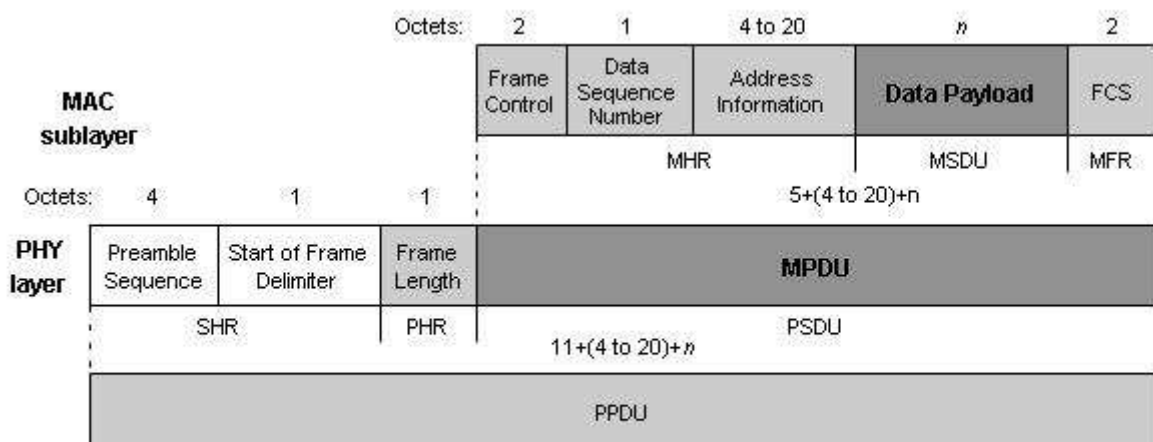 Octets: 2 1 4 to 20 n 2
MAC
sublayer
Frame
Control
Data
Sequence
Number
Address
Information
Data Payload
FCS
MHR MSDU MFR
Octets: 4 1 1 5+(4 to 20)+n
PHY
layer
Preamble
Sequence
Start of Frame
Delimiter
Frame
Length
MPDU
SHR PHR PSDU
11+(4 to 20)+n
PPDU